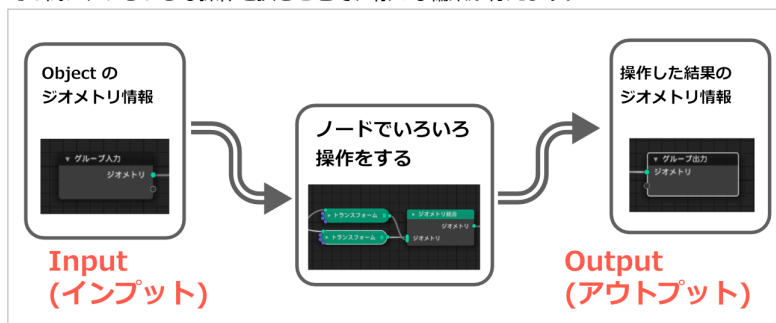 Object の
ジオメトリ情報
グループ入力
ジオメトリ
Input
(インプット)
ノードでいろいろ
操作をする
トランスフォーム
トランスフォーム
ジオメトリ統合
ジオメトリ
ジオメトリ
操作した結果の
ジオメトリ情報
グループ出力
ジオメトリ
Output
(アウトプット)